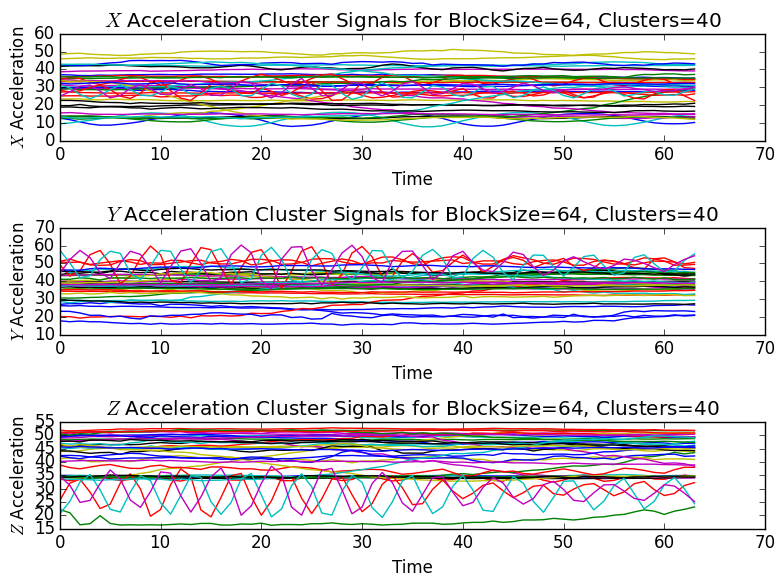 X Acceleration Cluster Signals for BlockSize=64, Clusters=40
X Acceleration
60
50
40
30
20
10
0
0 10 20 30 40 50 60 70
Time
Y Acceleration Cluster Signals for BlockSize=64, Clusters=40
Y Acceleration
70
60
50
40
30
20
10
0 10 20 30 40 50 60 70
Time
Z Acceleration Cluster Signals for BlockSize=64, Clusters=40
Z Acceleration
55
50
45
40
35
30
25
20
15
0 10 20 30 40 50 60 70
Time